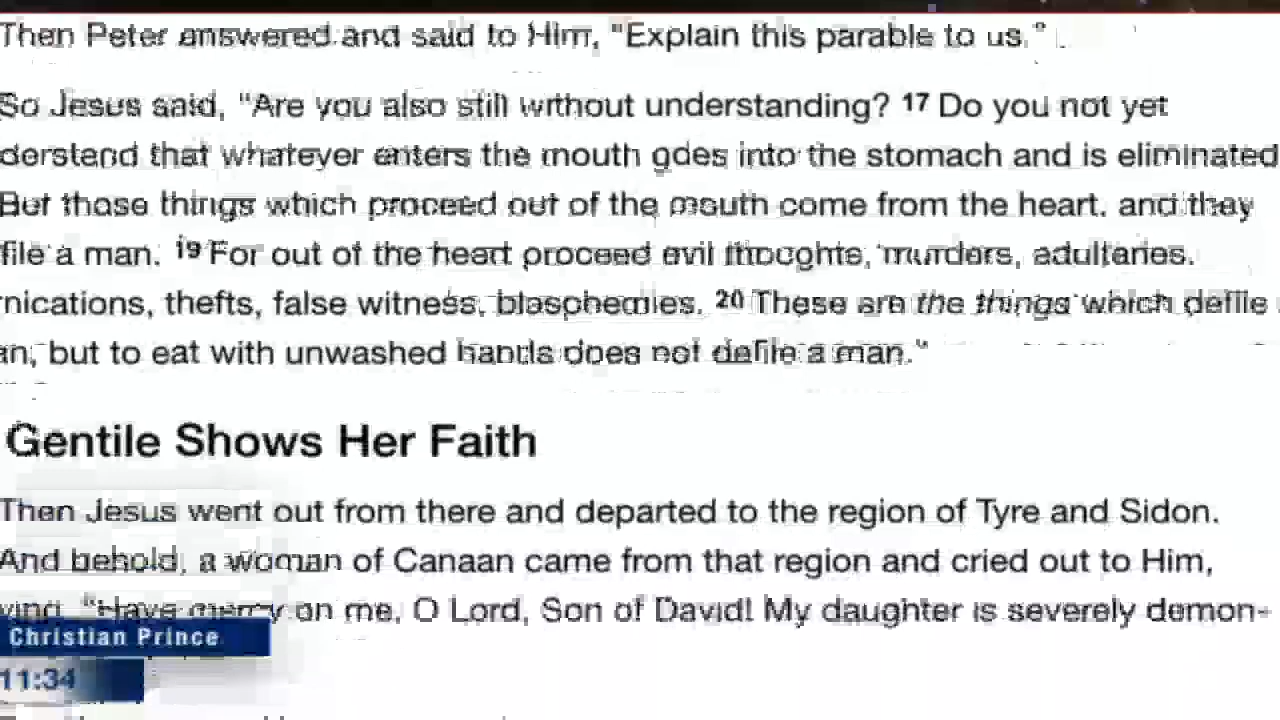 Then Peter answered and said to Him, "Explain this parable to us."
So Jesus said, "Are you also still without understanding? 17 Do you not yet
derstand that whatever enters the mouth goes into the stomach and is eliminated
But those things which proceed out of the mouth come from the heart, and they
file a man. 19 For out of the heart proceed evil thoughts, murders, adulteries,
rnications, thefts, false witness, blasphemies. 20 These are the things which defile
an, but to eat with unwashed hands does not defile a man."
Gentile Shows Her Faith
Then Jesus went out from there and departed to the region of Tyre and Sidon.
And behold, a woman of Canaan came from that region and cried out to Him,
ying, "Have mercy on me, O Lord, Son of David! My daughter is severely demon-
Christian Prince
11:34